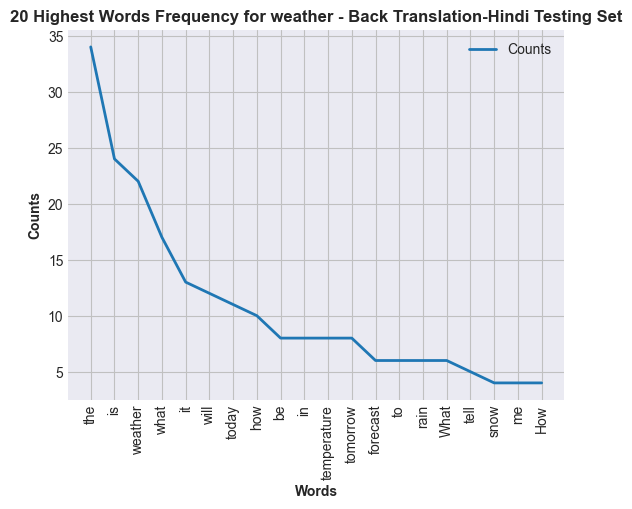 20 Highest Words Frequency for weather - Back Translation-Hindi Testing Set
Counts
35
30
25
20
15
10
5
Counts
the
is
weather
what
it
will
today
how
be
in
temperature
tomorrow
forecast
to
rain
What
tell
snow
me
How
Words